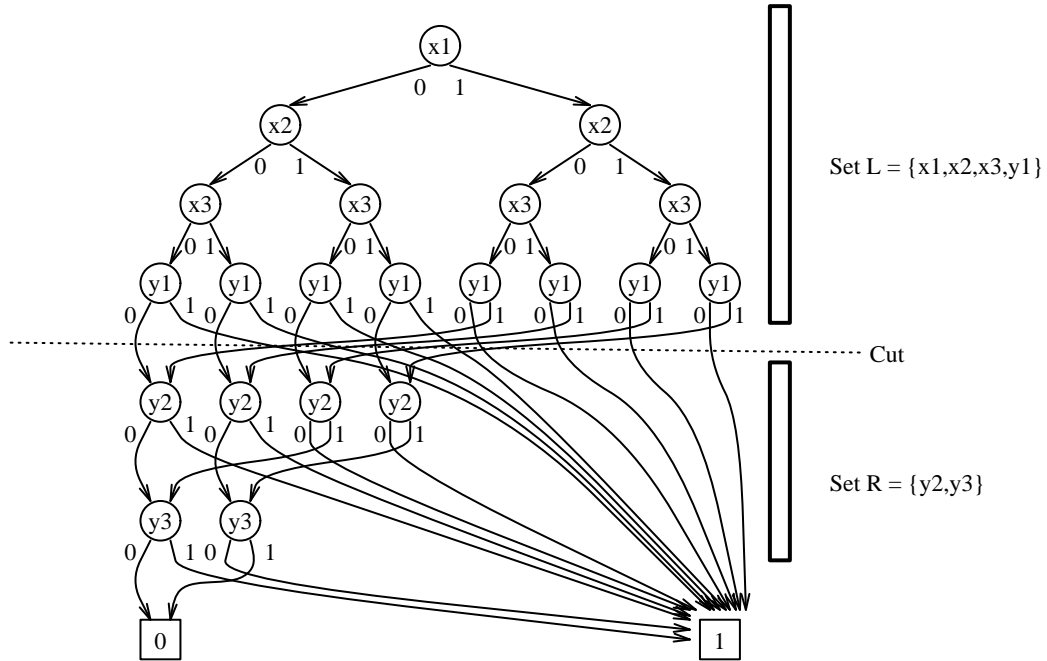 x1
0 1
x2 x2
0 1 0 1
Set L = {x1,x2,x3,y1}
x3 x3 x3 x3
0 1 0 1 0 1 0 1
y1 y1 y1 y1 y1 y1 y1 y1
0 1 0 1 0 1 0 1 0 1 0 1 0 1 0 1
Cut
y2 y2 y2 y2
0 1 0 1 0 1 0 1
Set R = {y2,y3}
y3 y3
0 1 0 1
0 1